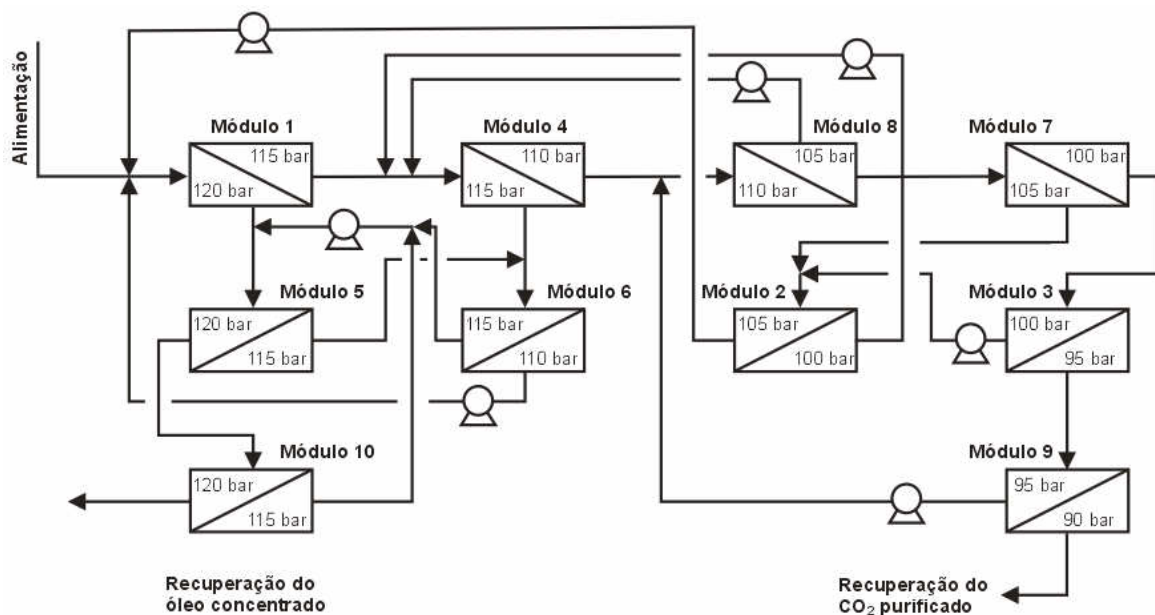 Alimentação
Módulo 1
115 bar
120 bar
Módulo 4
110 bar
115 bar
Módulo 8
105 bar
110 bar
Módulo 7
100 bar
105 bar
Módulo 5
120 bar
115 bar
Módulo 6
115 bar
110 bar
Módulo 2
105 bar
100 bar
Módulo 3
100 bar
95 bar
Módulo 10
120 bar
115 bar
Módulo 9
95 bar
90 bar
Recuperação do
óleo concentrado
Recuperação do
CO₂ purificado